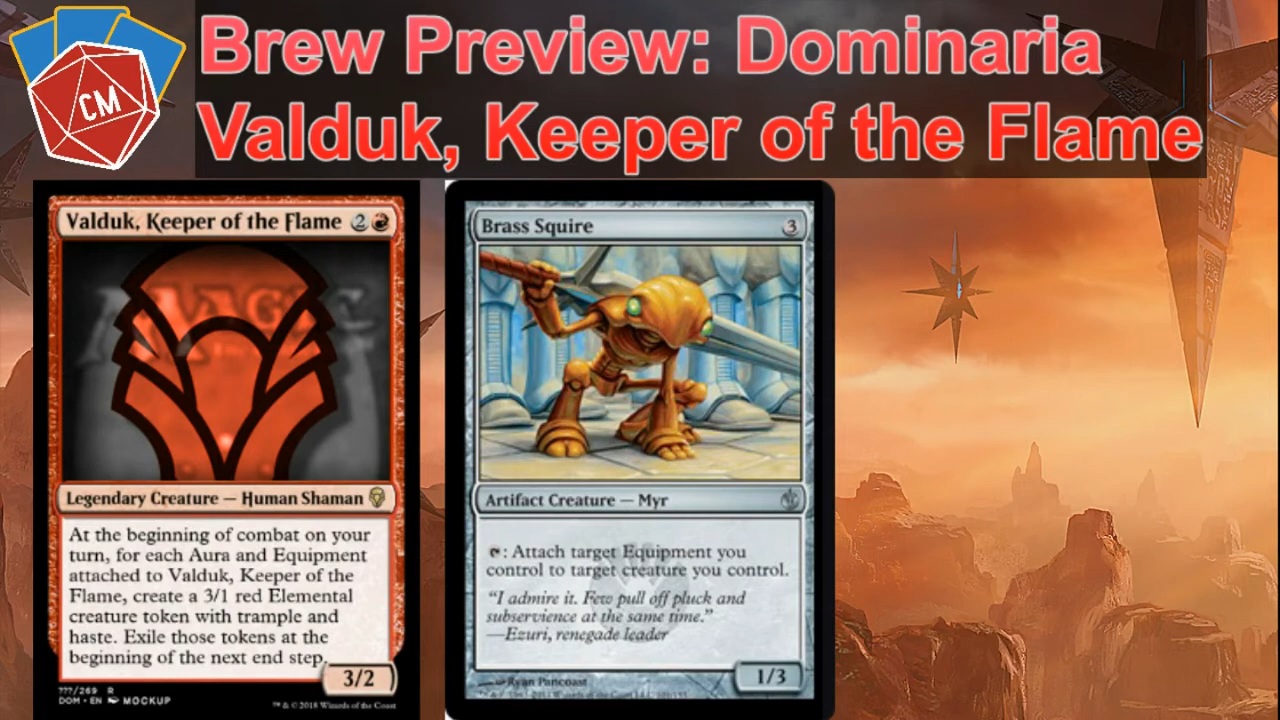 CM
Brew Preview: Dominaria
Valduk, Keeper of the Flame
Valduk, Keeper of the Flame 2
MAGIC
Legendary Creature — Human Shaman
At the beginning of combat on your
turn, for each Aura and Equipment
attached to Valduk, Keeper of the
Flame, create a 3/1 red Elemental
creature token with trample and
haste. Exile those tokens at the
beginning of the next end step.
3/2
???/269 R
DOM • EN MOCKUP
™ & © 2018 Wizards of the Coast
Brass Squire 3
Artifact Creature — Myr
: Attach target Equipment you
control to target creature you control.
“I admire it. Few pull off pluck and
subservience at the same time.”
—Ezuri, renegade leader
1/3
Ryan Pancoast